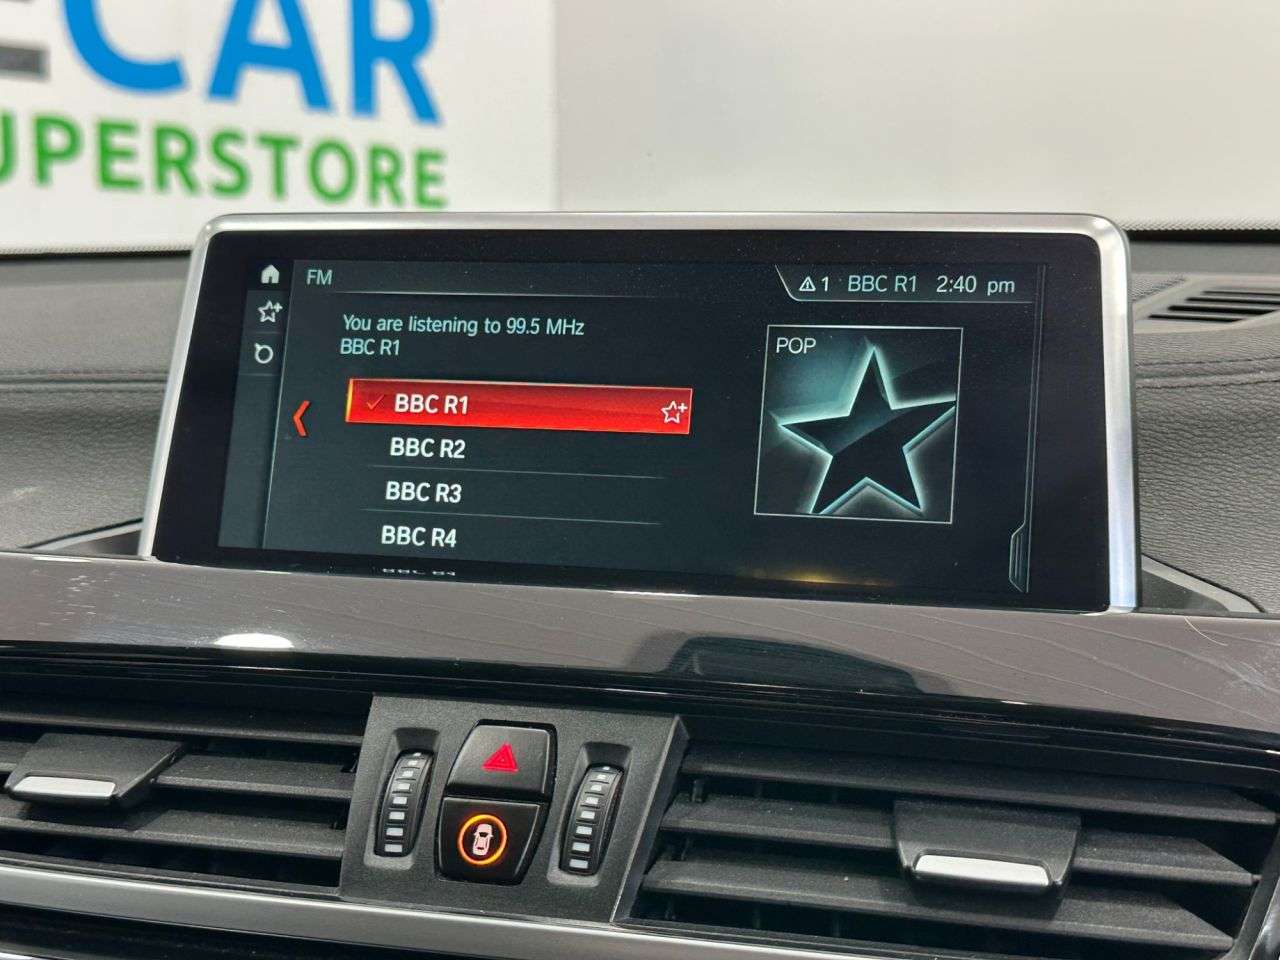 ECAR
UPERSTORE
FM
1 BBC R1 2:40 pm
You are listening to 99.5 MHz
BBC R1
POP
BBC R1
BBC R2
BBC R3
BBC R4